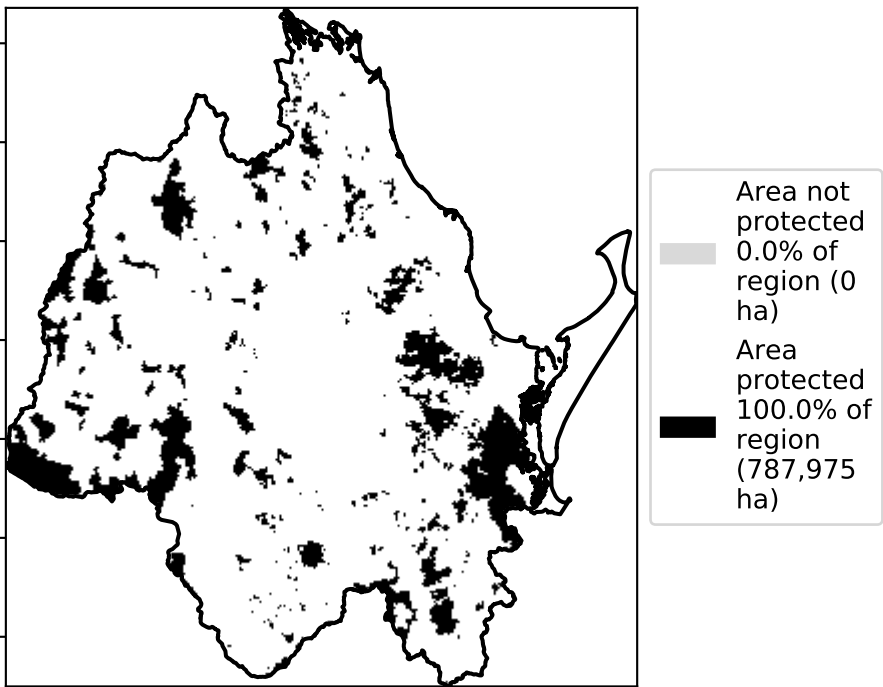 Area not
protected
0.0% of
region (0
ha)
Area
protected
100.0% of
region
(787,975
ha)